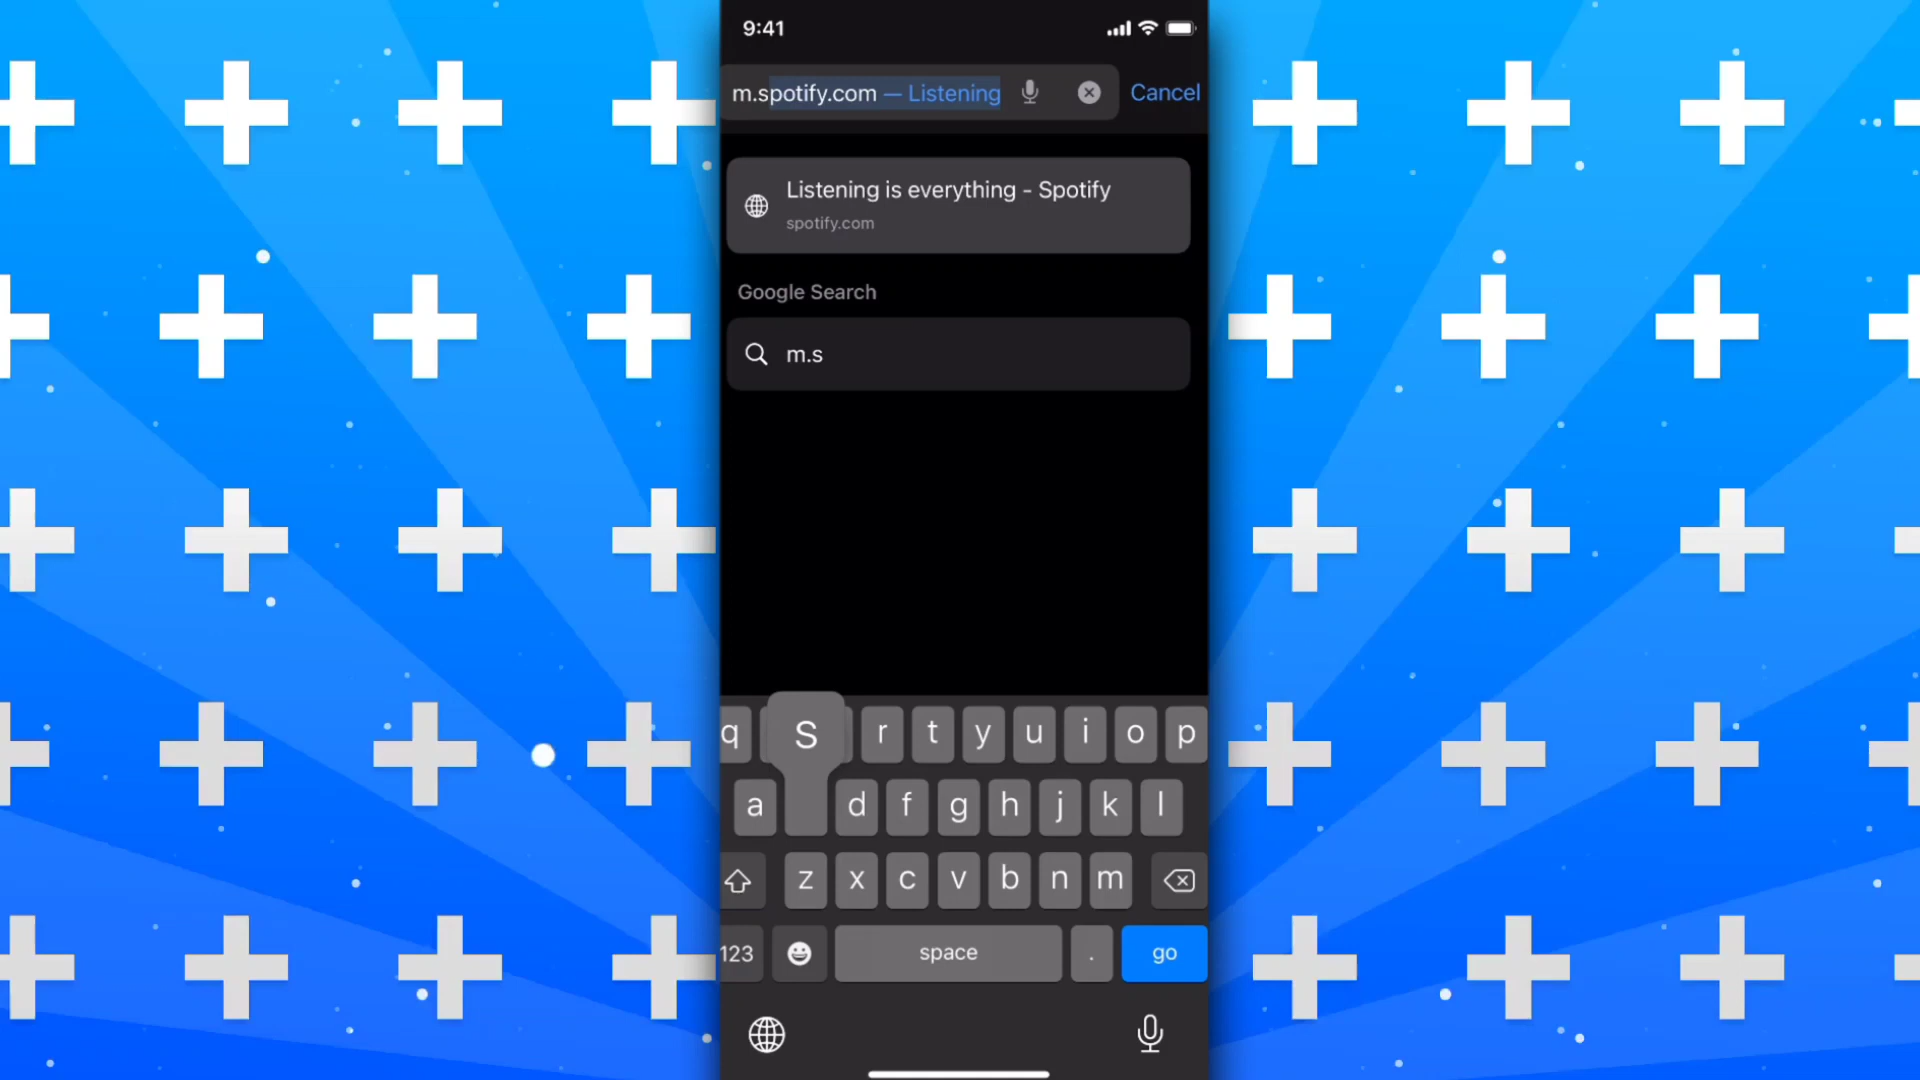 9:41
m.spotify.com — Listening Cancel
Listening is everything - Spotify
spotify.com
Google Search
m.s
q S r t y u i o p
a d f g h j k l
z x c v b n m
123 space . go